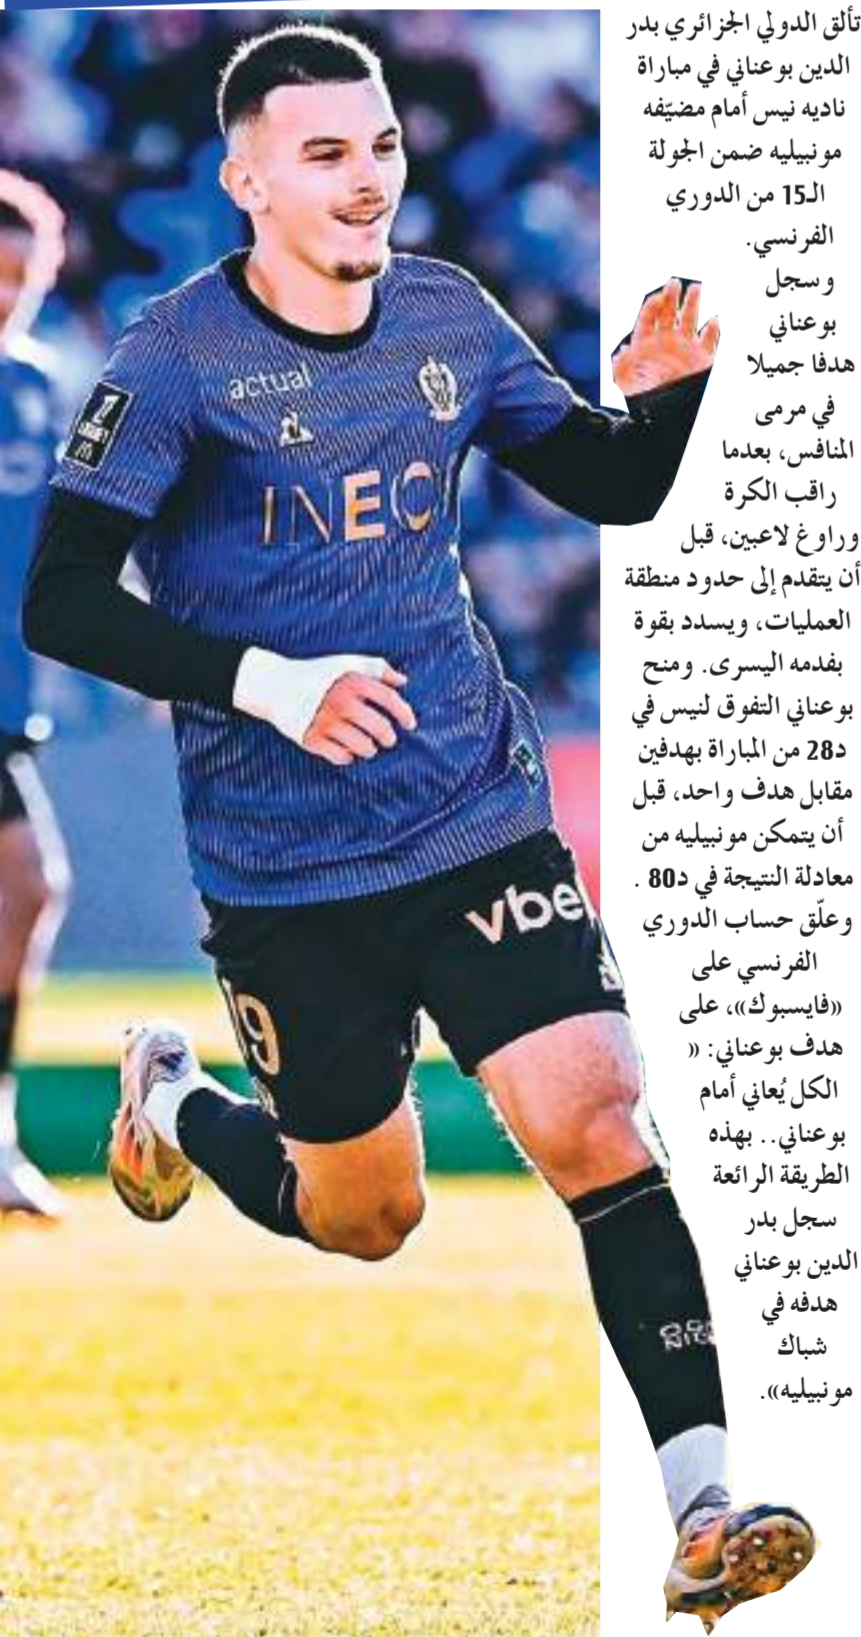 تألق الدولي الجزائري بدر
الدين بوعناني في مباراة
ناديه نيس أمام مضيّفه
مونبيليه ضمن الجولة
الـ15 من الدوري
الفرنسي.
وسجل
بوعناني
هدفا جميلا
في مرمى
المنافس، بعدما
راقب الكرة
وراوغ لاعبين، قبل
أن يتقدم إلى حدود منطقة
العمليات، ويسدد بقوة
بفدمه اليسرى. ومنح
بوعناني التفوق لنيس في
د28 من المباراة بهدفين
مقابل هدف واحد، قبل
أن يتمكن مونبيليه من
معادلة النتيجة في د80 .
وعلّق حساب الدوري
الفرنسي على
«فايسبوك»، على
هدف بوعناني: «
الكل يُعاني أمام
بوعناني.. بهذه
الطريقة الرائعة
سجل بدر
الدين بوعناني
هدفه في
شباك
مونبيليه».
actual
INEO
vbe
19